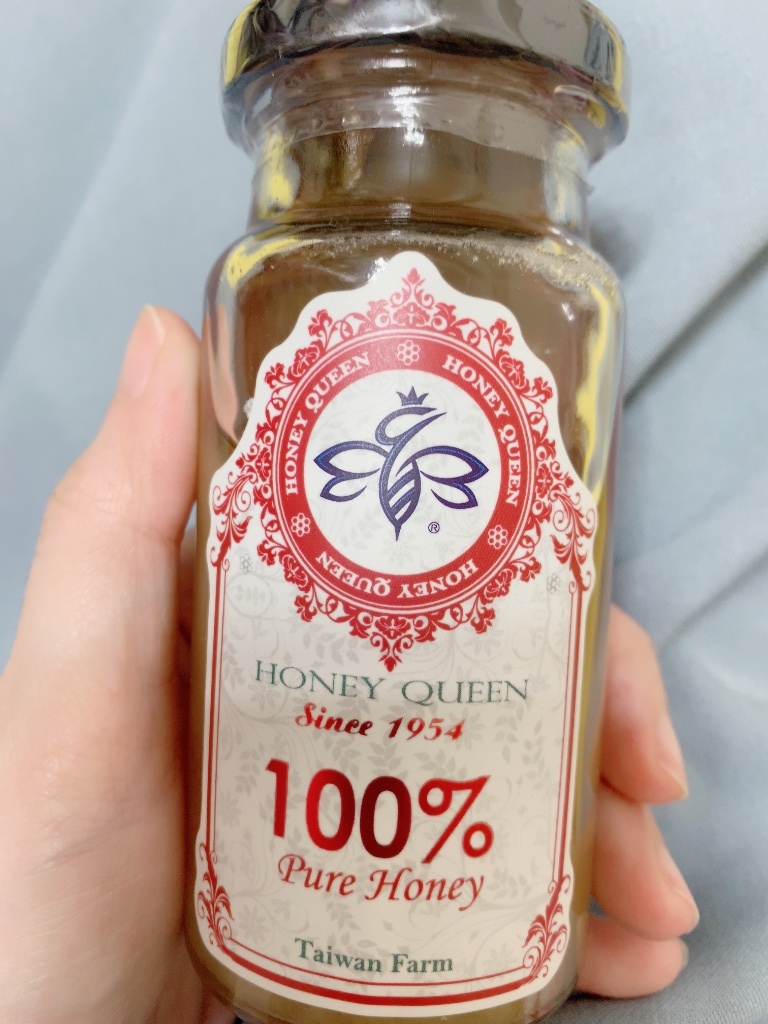 HONEY QUEEN
HONEY QUEEN
HONEY QUEEN
®
HONEY QUEEN
Since 1954
100%
Pure Honey
Taiwan Farm